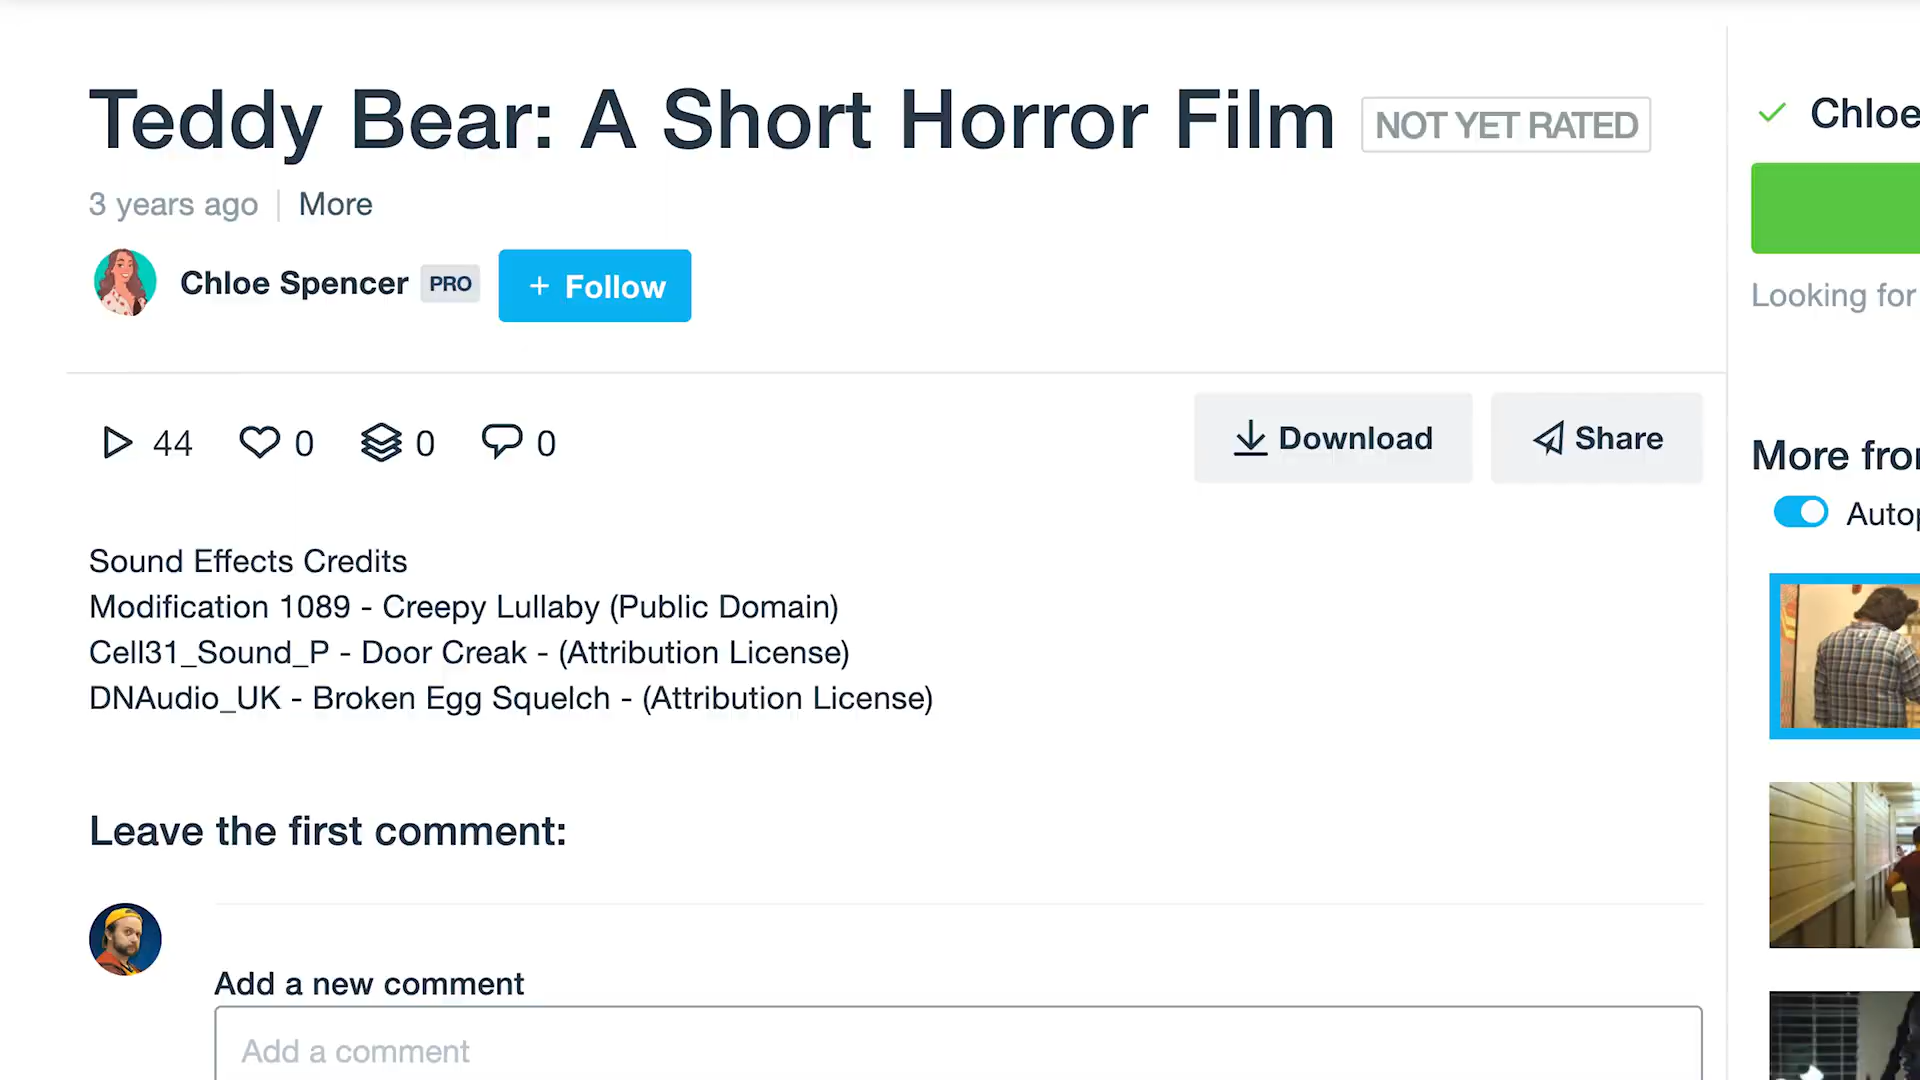 Teddy Bear: A Short Horror Film NOT YET RATED
3 years ago | More
Chloe Spencer PRO + Follow
44 0 0 0 Download Share
Sound Effects Credits
Modification 1089 - Creepy Lullaby (Public Domain)
Cell31_Sound_P - Door Creak - (Attribution License)
DNAudio_UK - Broken Egg Squelch - (Attribution License)
Leave the first comment:
Add a new comment
Add a comment
Chloe
Looking for
More